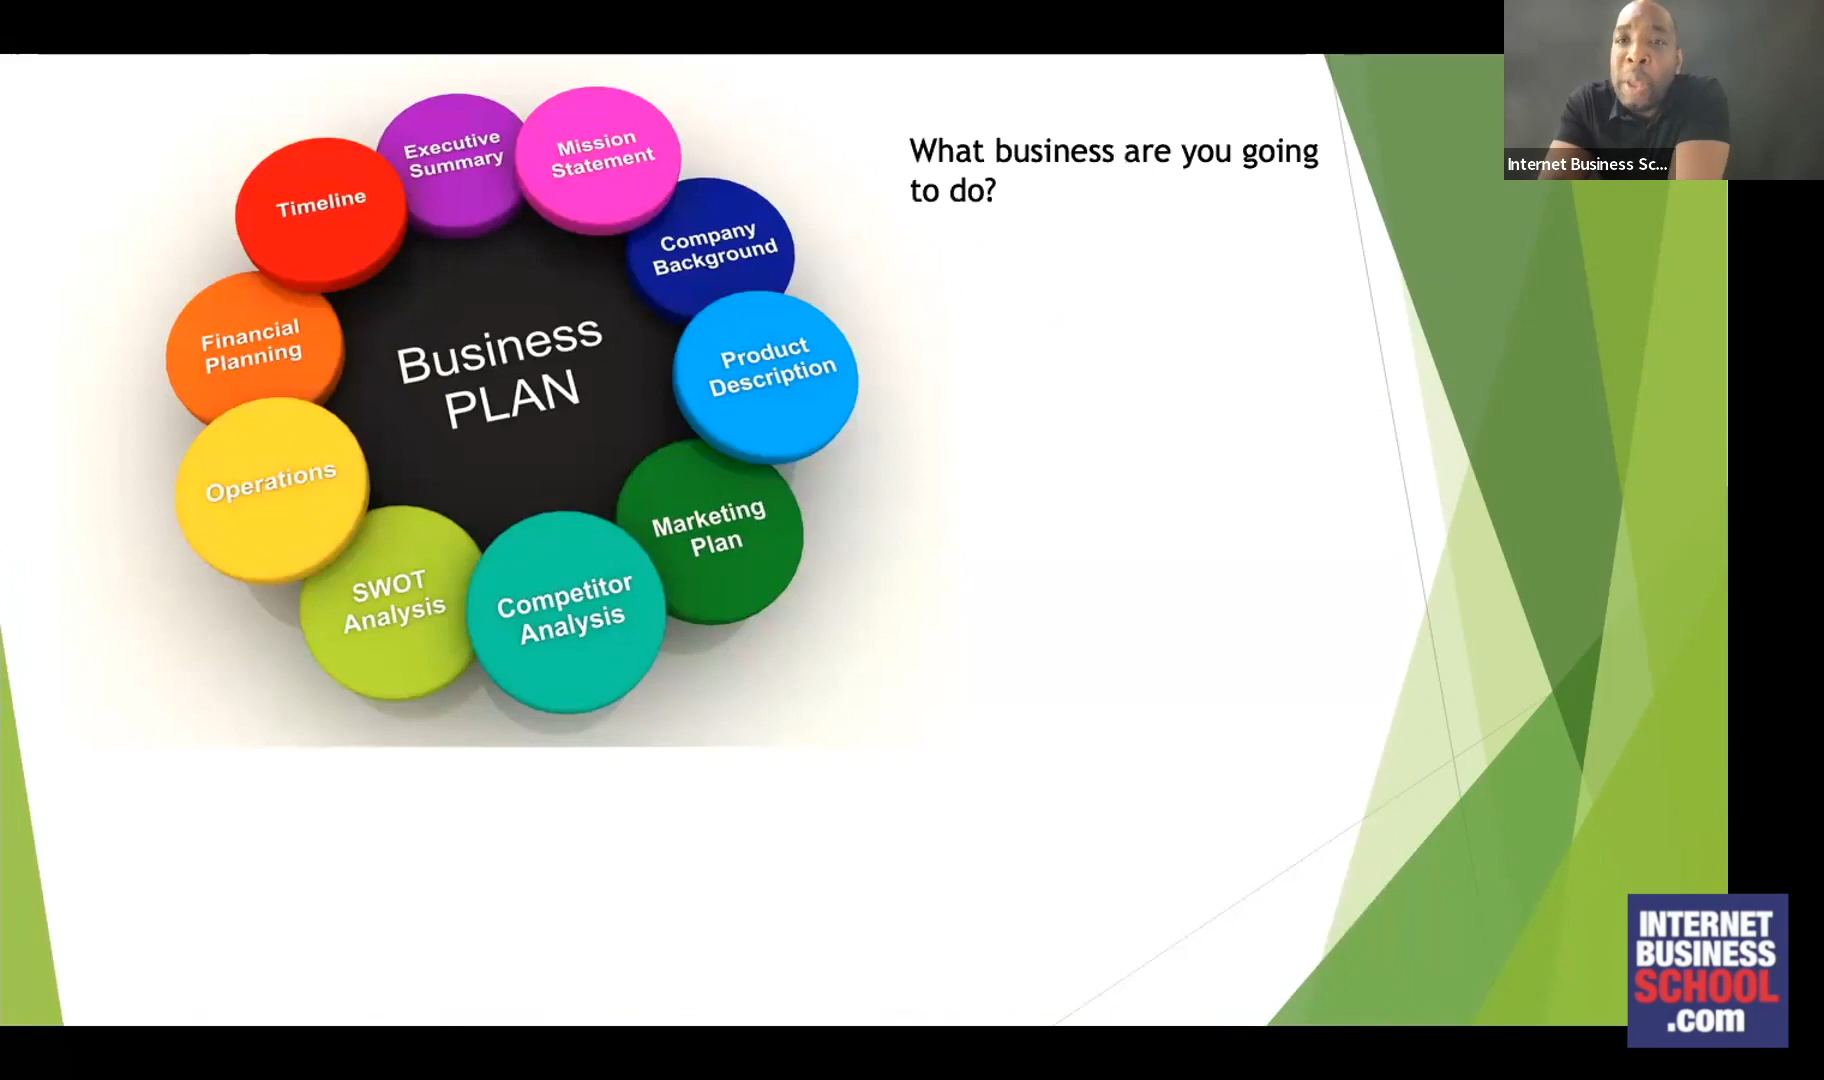 Executive
Summary
Mission
Statement
Timeline
Company
Background
Financial
Planning
Business
PLAN
Product
Description
Operations
Marketing
Plan
SWOT
Analysis
Competitor
Analysis
What business are you going
to do?
Internet Business Sc...
INTERNET
BUSINESS
SCHOOL
.com